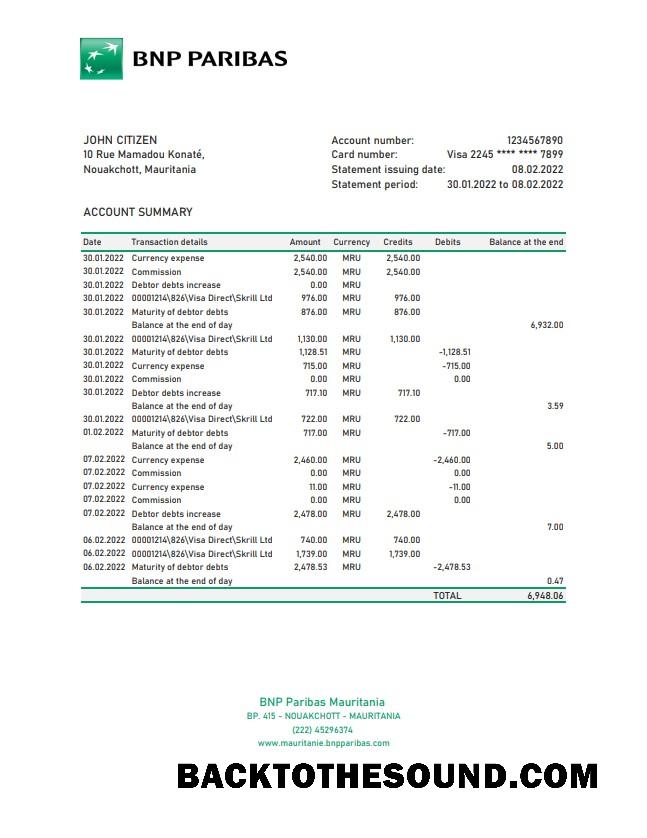 BNP PARIBAS
JOHN CITIZEN
10 Rue Mamadou Konaté,
Nouakchott, Mauritania
Account number: 1234567890
Card number: Visa 2245 **** **** 7899
Statement issuing date: 08.02.2022
Statement period: 30.01.2022 to 08.02.2022
ACCOUNT SUMMARY
Date Transaction details Amount Currency Credits Debits Balance at the end
30.01.2022 Currency expense 2,540.00 MRU 2,540.00
30.01.2022 Commission 2,540.00 MRU 2,540.00
30.01.2022 Debtor debts increase 0.00 MRU
30.01.2022 00001214\826\Visa Direct\Skrill Ltd 976.00 MRU 976.00
30.01.2022 Maturity of debtor debts 876.00 MRU 876.00
Balance at the end of day 6,932.00
30.01.2022 00001214\826\Visa Direct\Skrill Ltd 1,130.00 MRU 1,130.00
30.01.2022 Maturity of debtor debts 1,128.51 MRU -1,128.51
30.01.2022 Currency expense 715.00 MRU -715.00
30.01.2022 Commission 0.00 MRU 0.00
30.01.2022 Debtor debts increase 717.10 MRU 717.10
Balance at the end of day 3.59
30.01.2022 00001214\826\Visa Direct\Skrill Ltd 722.00 MRU 722.00
01.02.2022 Maturity of debtor debts 717.00 MRU -717.00
Balance at the end of day 5.00
07.02.2022 Currency expense 2,460.00 MRU -2,460.00
07.02.2022 Commission 0.00 MRU 0.00
07.02.2022 Currency expense 11.00 MRU -11.00
07.02.2022 Commission 0.00 MRU 0.00
07.02.2022 Debtor debts increase 2,478.00 MRU 2,478.00
Balance at the end of day 7.00
06.02.2022 00001214\826\Visa Direct\Skrill Ltd 740.00 MRU 740.00
06.02.2022 00001214\826\Visa Direct\Skrill Ltd 1,739.00 MRU 1,739.00
06.02.2022 Maturity of debtor debts 2,478.53 MRU -2,478.53
Balance at the end of day 0.47
TOTAL 6,948.06
BNP Paribas Mauritania
BP. 415 - NOUAKCHOTT - MAURITANIA
(222) 45296374
www.mauritanie.bnpparibas.com
BACKTOTHESOUND.COM